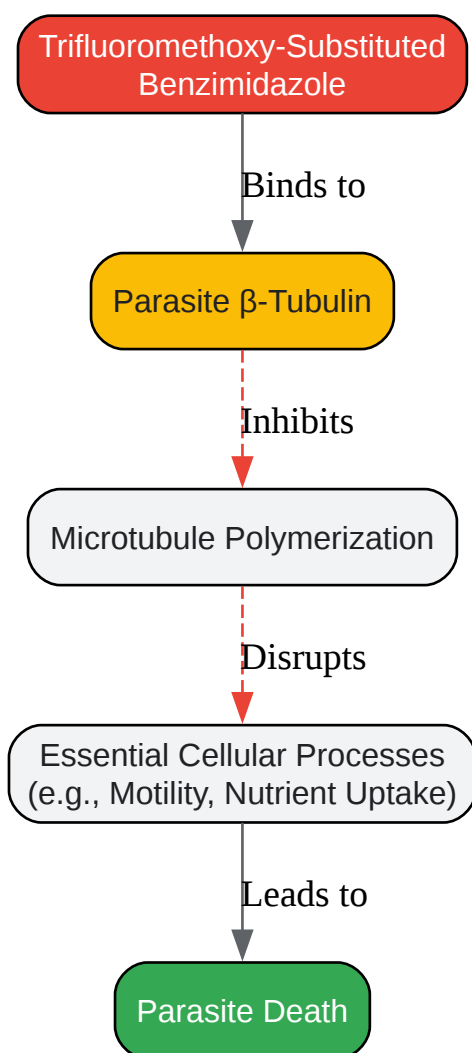 Trifluoromethoxy-Substituted
Benzimidazole
Binds to
Parasite β-Tubulin
Inhibits
Microtubule Polymerization
Disrupts
Essential Cellular Processes
(e.g., Motility, Nutrient Uptake)
Leads to
Parasite Death